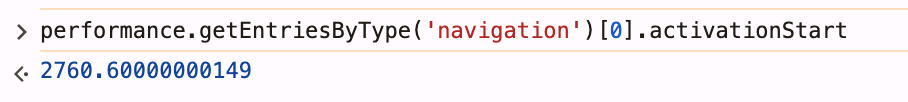 performance.getEntriesByType('navigation')[0].activationStart
2760.60000000149